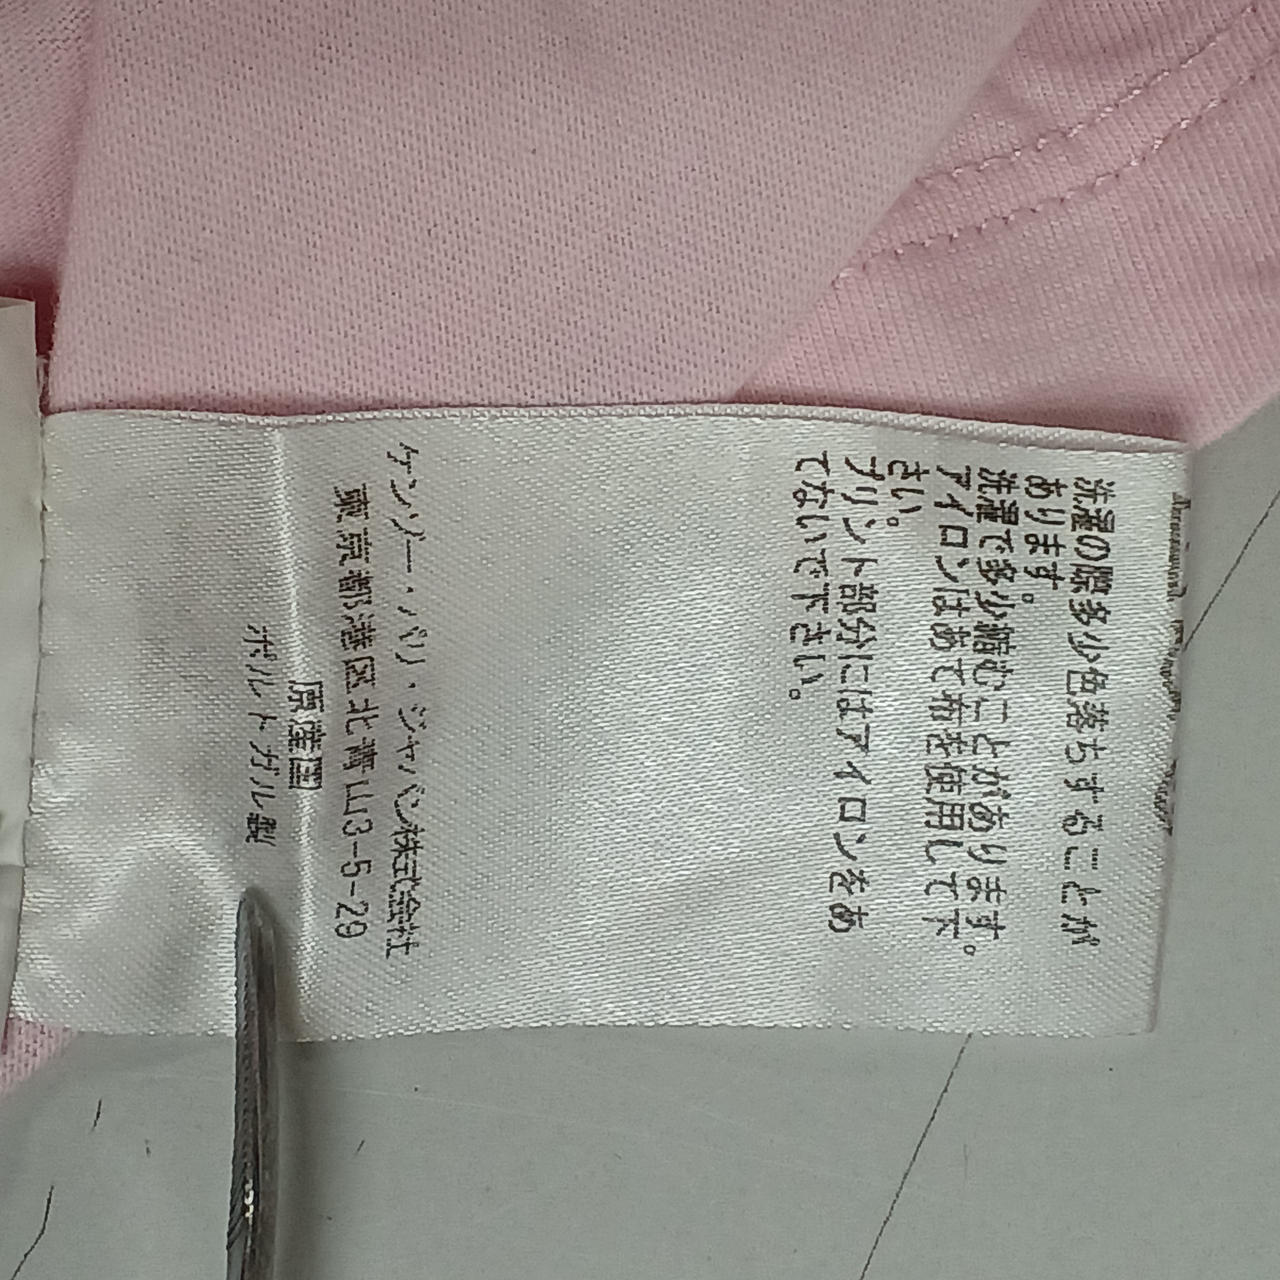 洗濯の際多少色落ちすることが
あります。
洗濯で多少縮むことがあります。
アイロンはあて布を使用して下
さい。
プリント部分にはアイロンをあ
てないで下さい。
ケンゾー・パリ・ジャパン株式会社
東京都港区北青山3-5-29
原産国
ポルトガル製